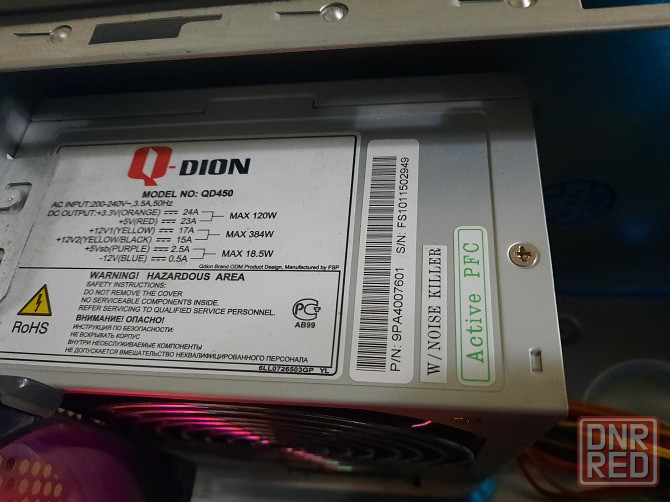 Q-DION
MODEL NO: QD450
AC INPUT:200-240V~,3.5A,50Hz
DC OUTPUT:+3.3V(ORANGE) 24A
+5V(RED) 23A
MAX 120W
+12V1(YELLOW) 17A
+12V2(YELLOW/BLACK) 15A
MAX 384W
+5Vsb(PURPLE) 2.5A
-12V(BLUE) 0.5A
MAX 18.5W
Qdion Brand ODM Product Design, Manufactured by FSP
WARNING! HAZARDOUS AREA
SAFETY INSTRUCTIONS:
DO NOT REMOVE THE COVER
NO SERVICEABLE COMPONENTS INSIDE.
REFER SERVICING TO QUALIFIED SERVICE PERSONNEL.
ВНИМАНИЕ! ОПАСНО!
ИНСТРУКЦИЯ ПО БЕЗОПАСНОСТИ:
НЕ ВСКРЫВАТЬ КОРПУС
ВНУТРИ НЕОБСЛУЖИВАЕМЫЕ КОМПОНЕНТЫ
НЕ ДОПУСКАЕТСЯ ВМЕШАТЕЛЬСТВО НЕКВАЛИФИЦИРОВАННОГО ПЕРСОНАЛА
RoHS
АВ99
6LL0726503GP YL
P/N: 9PA4007601 S/N: FS1011502949
W/NOISE KILLER
Active PFC
DNR
RED